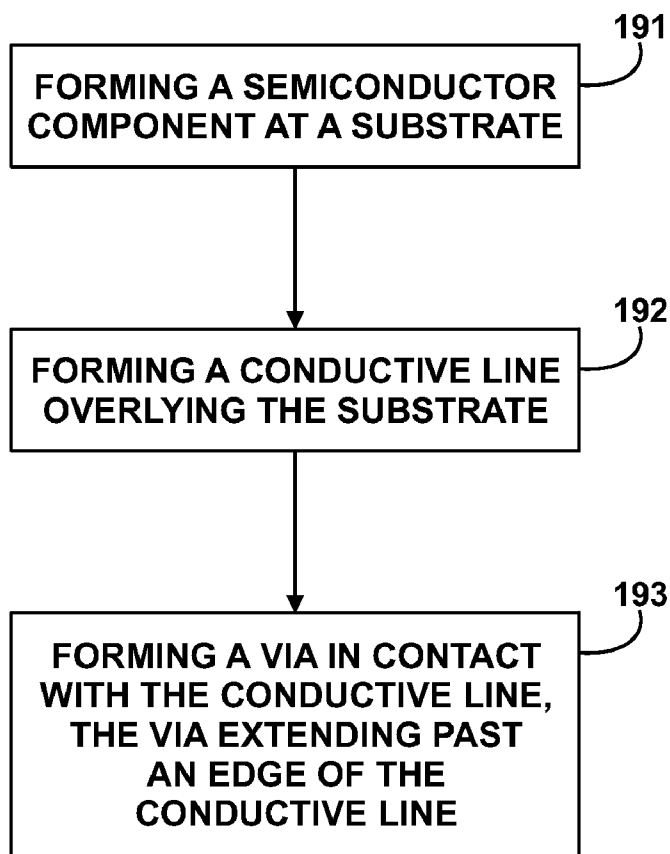 191
FORMING A SEMICONDUCTOR
COMPONENT AT A SUBSTRATE
192
FORMING A CONDUCTIVE LINE
OVERLYING THE SUBSTRATE
193
FORMING A VIA IN CONTACT
WITH THE CONDUCTIVE LINE,
THE VIA EXTENDING PAST
AN EDGE OF THE
CONDUCTIVE LINE